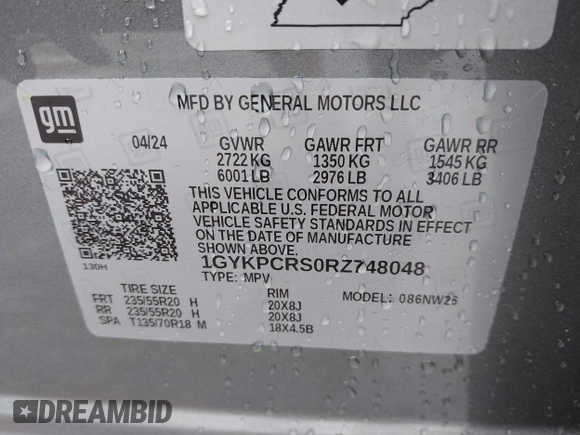 gm
MFD BY GENERAL MOTORS LLC
04/24 GVWR GAWR FRT GAWR RR
2722 KG 1350 KG 1545 KG
6001 LB 2976 LB 3406 LB
THIS VEHICLE CONFORMS TO ALL
APPLICABLE U.S. FEDERAL MOTOR
VEHICLE SAFETY STANDARDS IN EFFECT
ON THE DATE OF MANUFACTURE
SHOWN ABOVE.
130H
1GYKPCRS0RZ748048
TYPE: MPV
TIRE SIZE RIM MODEL: 086NW26
FRT 235/55R20 H 20X8J
RR 235/55R20 H 20X8J
SPA T135/70R18 M 18X4.5B
DREAMBID